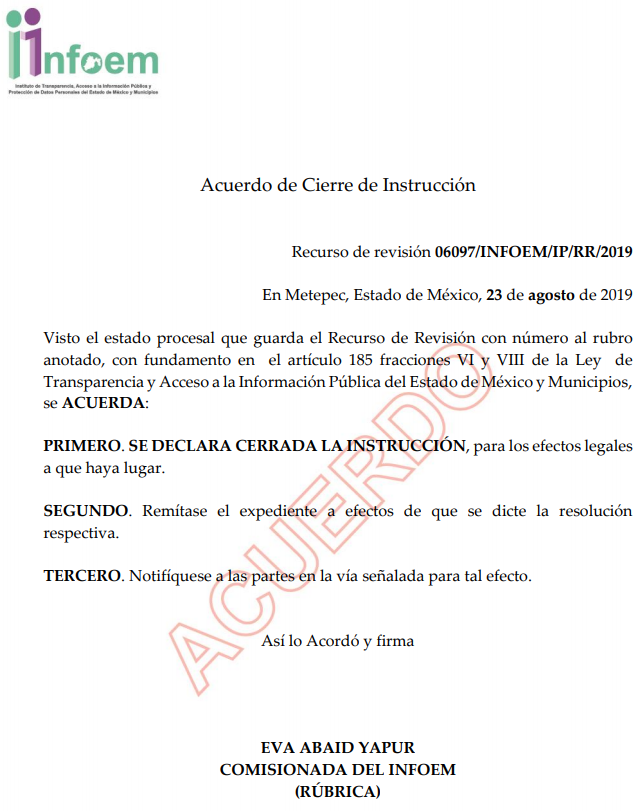 infoem
Instituto de Transparencia, Acceso a la Información Pública y
Protección de Datos Personales del Estado de México y Municipios
Acuerdo de Cierre de Instrucción
Recurso de revisión 06097/INFOEM/IP/RR/2019
En Metepec, Estado de México, 23 de agosto de 2019
Visto el estado procesal que guarda el Recurso de Revisión con número al rubro
anotado, con fundamento en el artículo 185 fracciones VI y VIII de la Ley de
Transparencia y Acceso a la Información Pública del Estado de México y Municipios,
se ACUERDA:
PRIMERO. SE DECLARA CERRADA LA INSTRUCCIÓN, para los efectos legales
a que haya lugar.
SEGUNDO. Remítase el expediente a efectos de que se dicte la resolución
respectiva.
TERCERO. Notifíquese a las partes en la vía señalada para tal efecto.
ACUERDO
Así lo Acordó y firma
EVA ABAID YAPUR
COMISIONADA DEL INFOEM
(RÚBRICA)